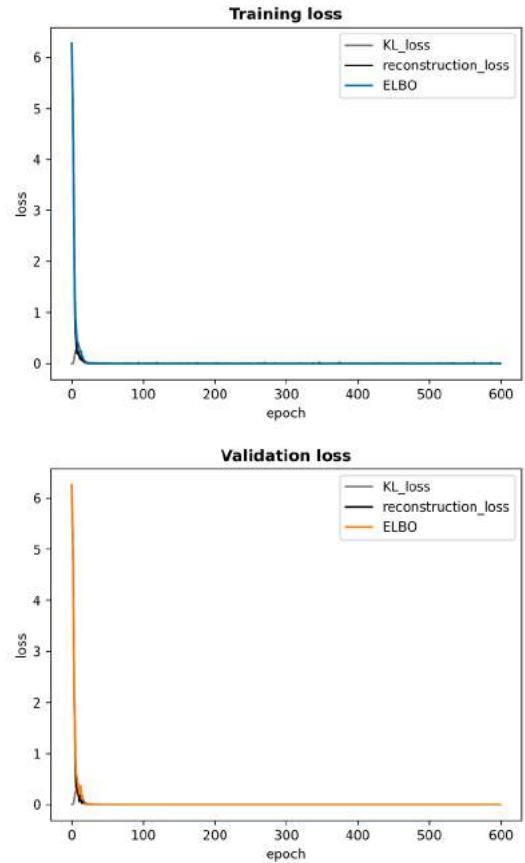 Training loss
KL_loss
reconstruction_loss
ELBO
6
5
4
3
2
1
0
loss
0 100 200 300 400 500 600
epoch
Validation loss
KL_loss
reconstruction_loss
ELBO
6
5
4
3
2
1
0
loss
0 100 200 300 400 500 600
epoch